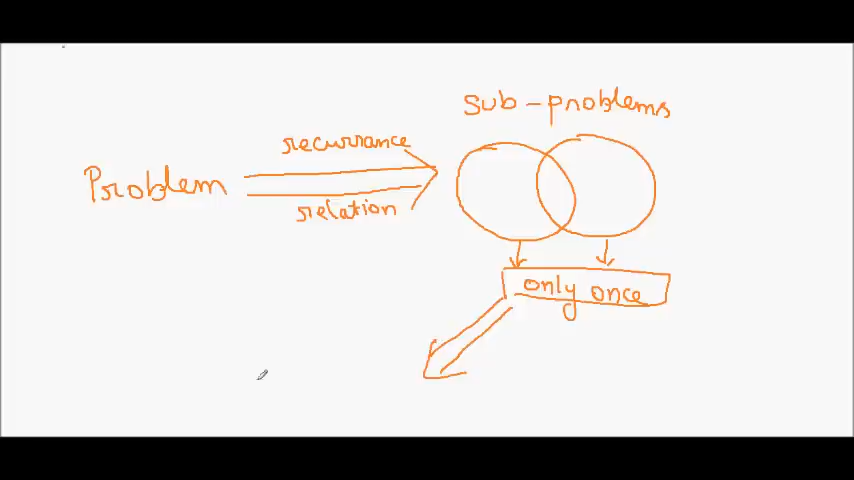 sub-problems
recurrance
Problem
relation
only once